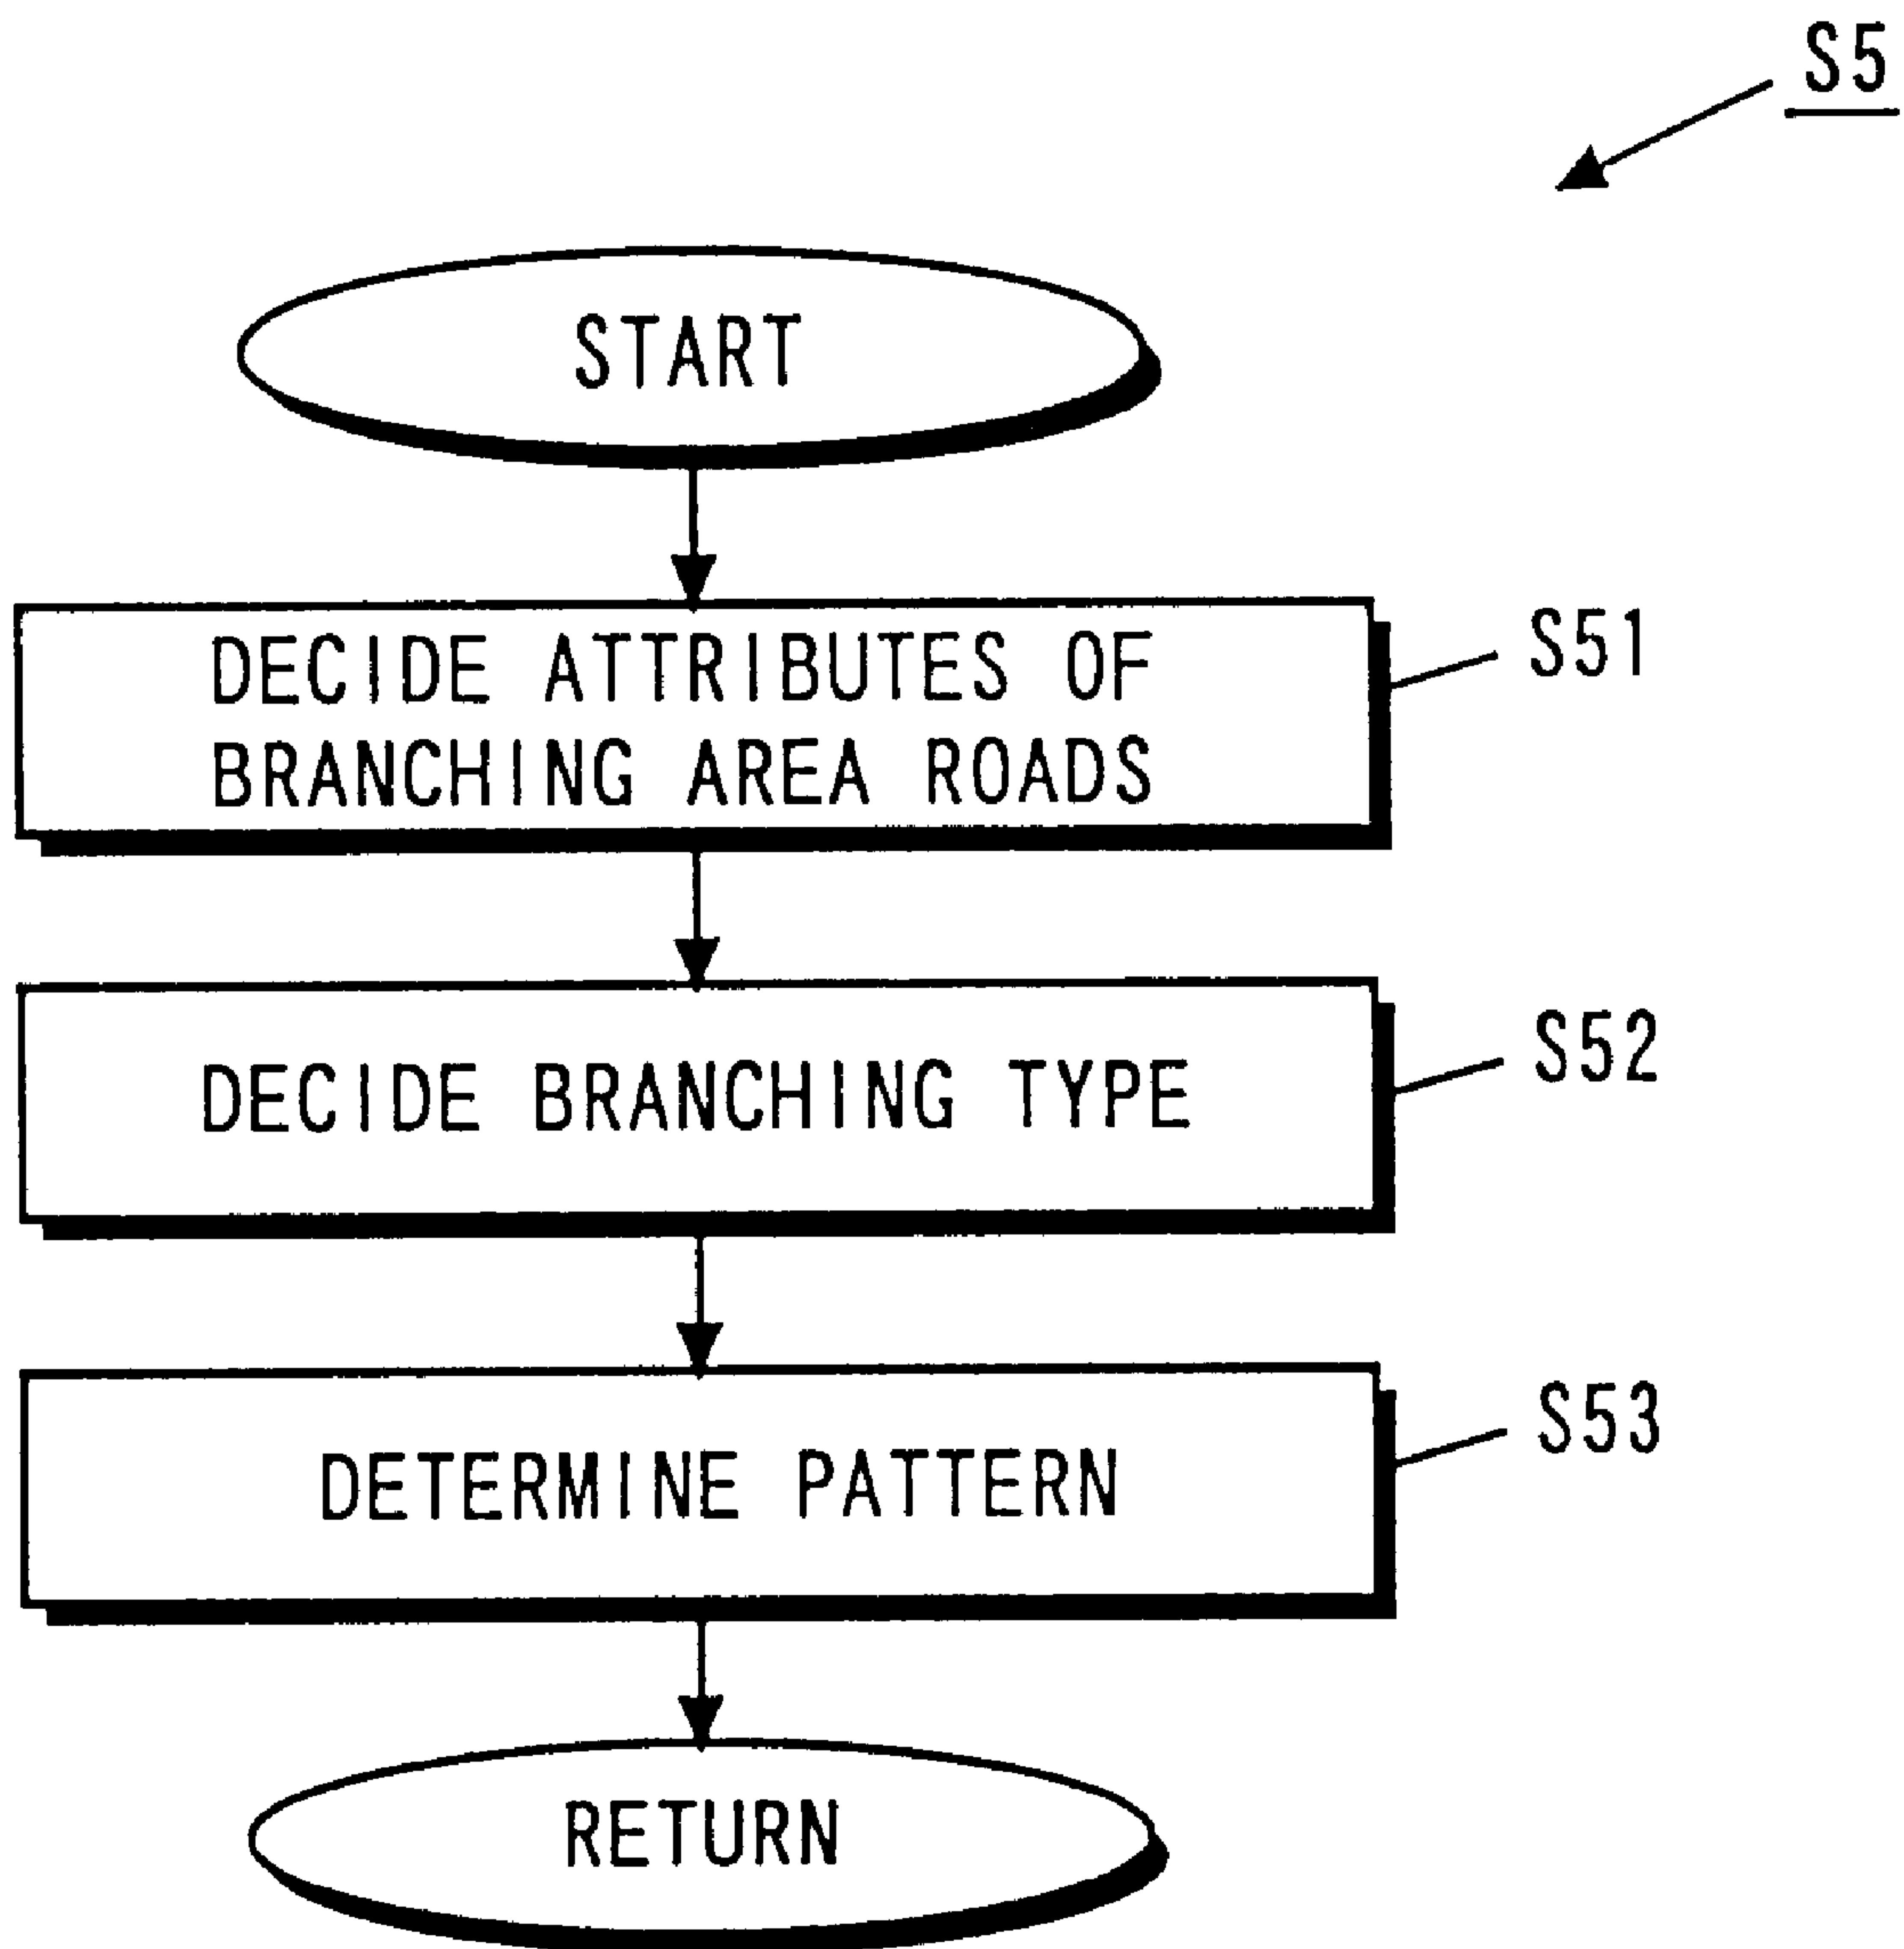 S5
START
DECIDE ATTRIBUTES OF
BRANCHING AREA ROADS
S51
DECIDE BRANCHING TYPE
S52
DETERMINE PATTERN
S53
RETURN